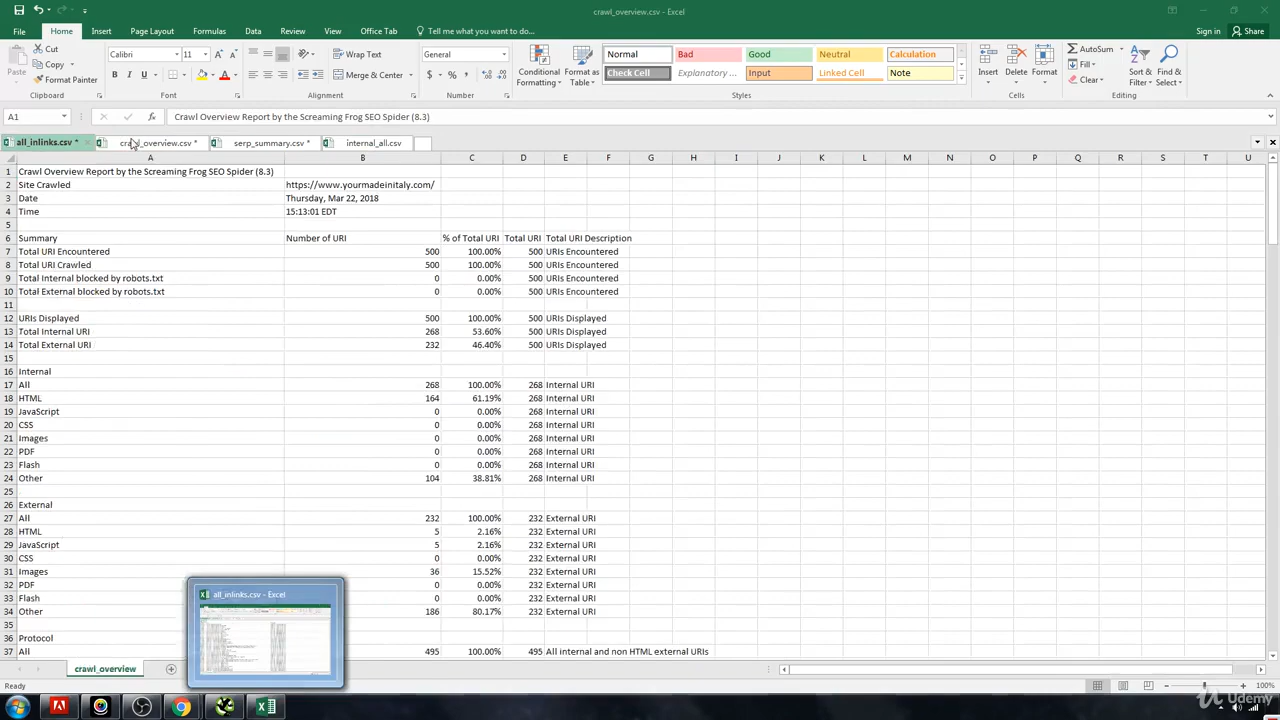 crawl_overview.csv - Excel
File Home Insert Page Layout Formulas Data Review View Office Tab Tell me what you want to do... Sign in Share
Cut
Copy
Format Painter
Paste
Clipboard
Calibri 11
B I U
Font
Wrap Text
Merge & Center
Alignment
General
$ % ,
Number
Conditional Formatting
Format as Table
Normal Bad Good Neutral Calculation
Check Cell Explanatory ... Input Linked Cell Note
Styles
Insert Delete Format
Cells
AutoSum
Fill
Clear
Sort & Filter
Find & Select
Editing
A1 fx Crawl Overview Report by the Screaming Frog SEO Spider (8.3)
all_inlinks.csv * crawl_overview.csv * serp_summary.csv * internal_all.csv
A B C D E F G H I J K L M N O P Q R S T U
1 Crawl Overview Report by the Screaming Frog SEO Spider (8.3)
2 Site Crawled https://www.yourmadeinitaly.com/
3 Date Thursday, Mar 22, 2018
4 Time 15:13:01 EDT
5
6 Summary Number of URI % of Total URI Total URI Total URI Description
7 Total URI Encountered 500 100.00% 500 URIs Encountered
8 Total URI Crawled 500 100.00% 500 URIs Encountered
9 Total Internal blocked by robots.txt 0 0.00% 500 URIs Encountered
10 Total External blocked by robots.txt 0 0.00% 500 URIs Encountered
11
12 URIs Displayed 500 100.00% 500 URIs Displayed
13 Total Internal URI 268 53.60% 500 URIs Displayed
14 Total External URI 232 46.40% 500 URIs Displayed
15
16 Internal
17 All 268 100.00% 268 Internal URI
18 HTML 164 61.19% 268 Internal URI
19 JavaScript 0 0.00% 268 Internal URI
20 CSS 0 0.00% 268 Internal URI
21 Images 0 0.00% 268 Internal URI
22 PDF 0 0.00% 268 Internal URI
23 Flash 0 0.00% 268 Internal URI
24 Other 104 38.81% 268 Internal URI
25
26 External
27 All 232 100.00% 232 External URI
28 HTML 5 2.16% 232 External URI
29 JavaScript 5 2.16% 232 External URI
30 CSS 0 0.00% 232 External URI
31 Images 36 15.52% 232 External URI
32 PDF 0 0.00% 232 External URI
33 Flash 0 0.00% 232 External URI
34 Other 186 80.17% 232 External URI
35
36 Protocol
37 All 495 100.00% 495 All internal and non HTML external URIs
all_inlinks.csv - Excel
crawl_overview
Ready 100%
Udemy